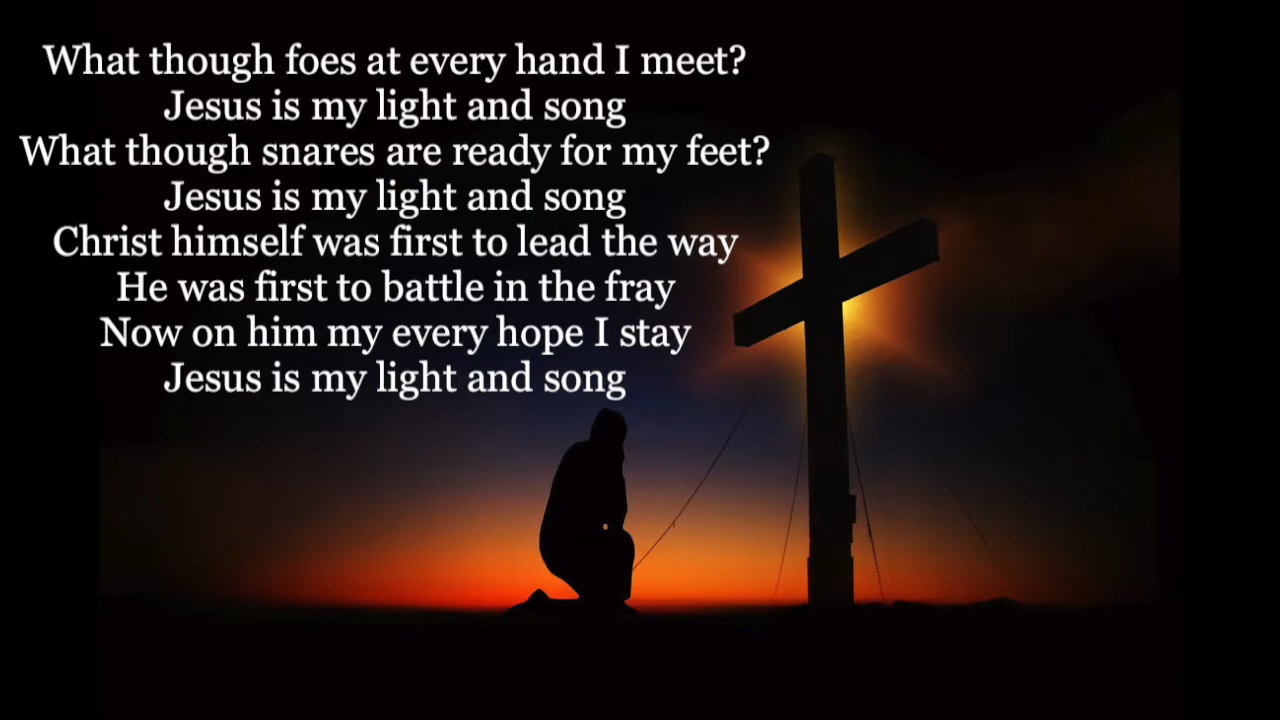 What though foes at every hand I meet?
Jesus is my light and song
What though snares are ready for my feet?
Jesus is my light and song
Christ himself was first to lead the way
He was first to battle in the fray
Now on him my every hope I stay
Jesus is my light and song